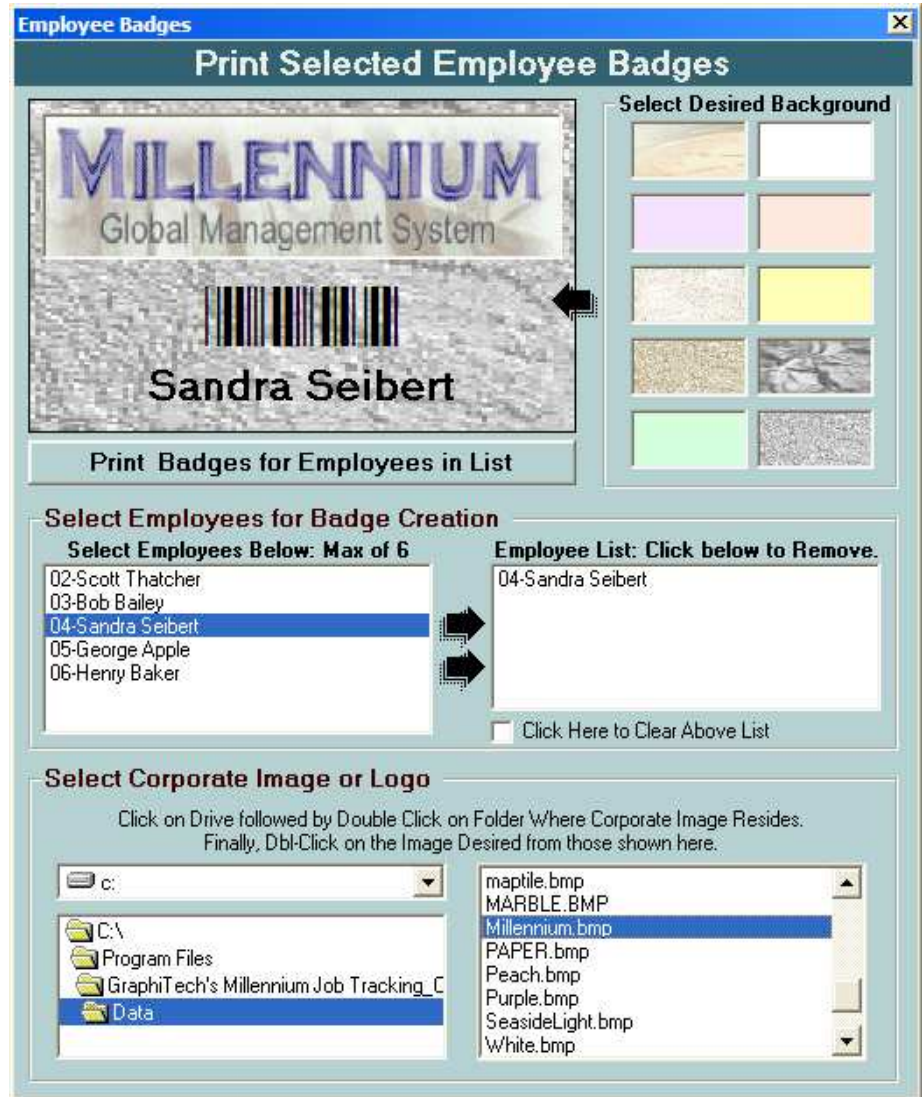 Employee Badges
Print Selected Employee Badges
MILLENNIUM
Global Management System
Sandra Seibert
Select Desired Background
Print Badges for Employees in List
Select Employees for Badge Creation
Select Employees Below: Max of 6
02-Scott Thatcher
03-Bob Bailey
04-Sandra Seibert
05-George Apple
06-Henry Baker
Employee List: Click below to Remove.
04-Sandra Seibert
Click Here to Clear Above List
Select Corporate Image or Logo
Click on Drive followed by Double Click on Folder Where Corporate Image Resides.
Finally, Dbl-Click on the Image Desired from those shown here.
c:
C:\
Program Files
GraphiTech's Millennium Job Tracking_C
Data
maptile.bmp
MARBLE.BMP
Millennium.bmp
PAPER.bmp
Peach.bmp
Purple.bmp
SeasideLight.bmp
White.bmp